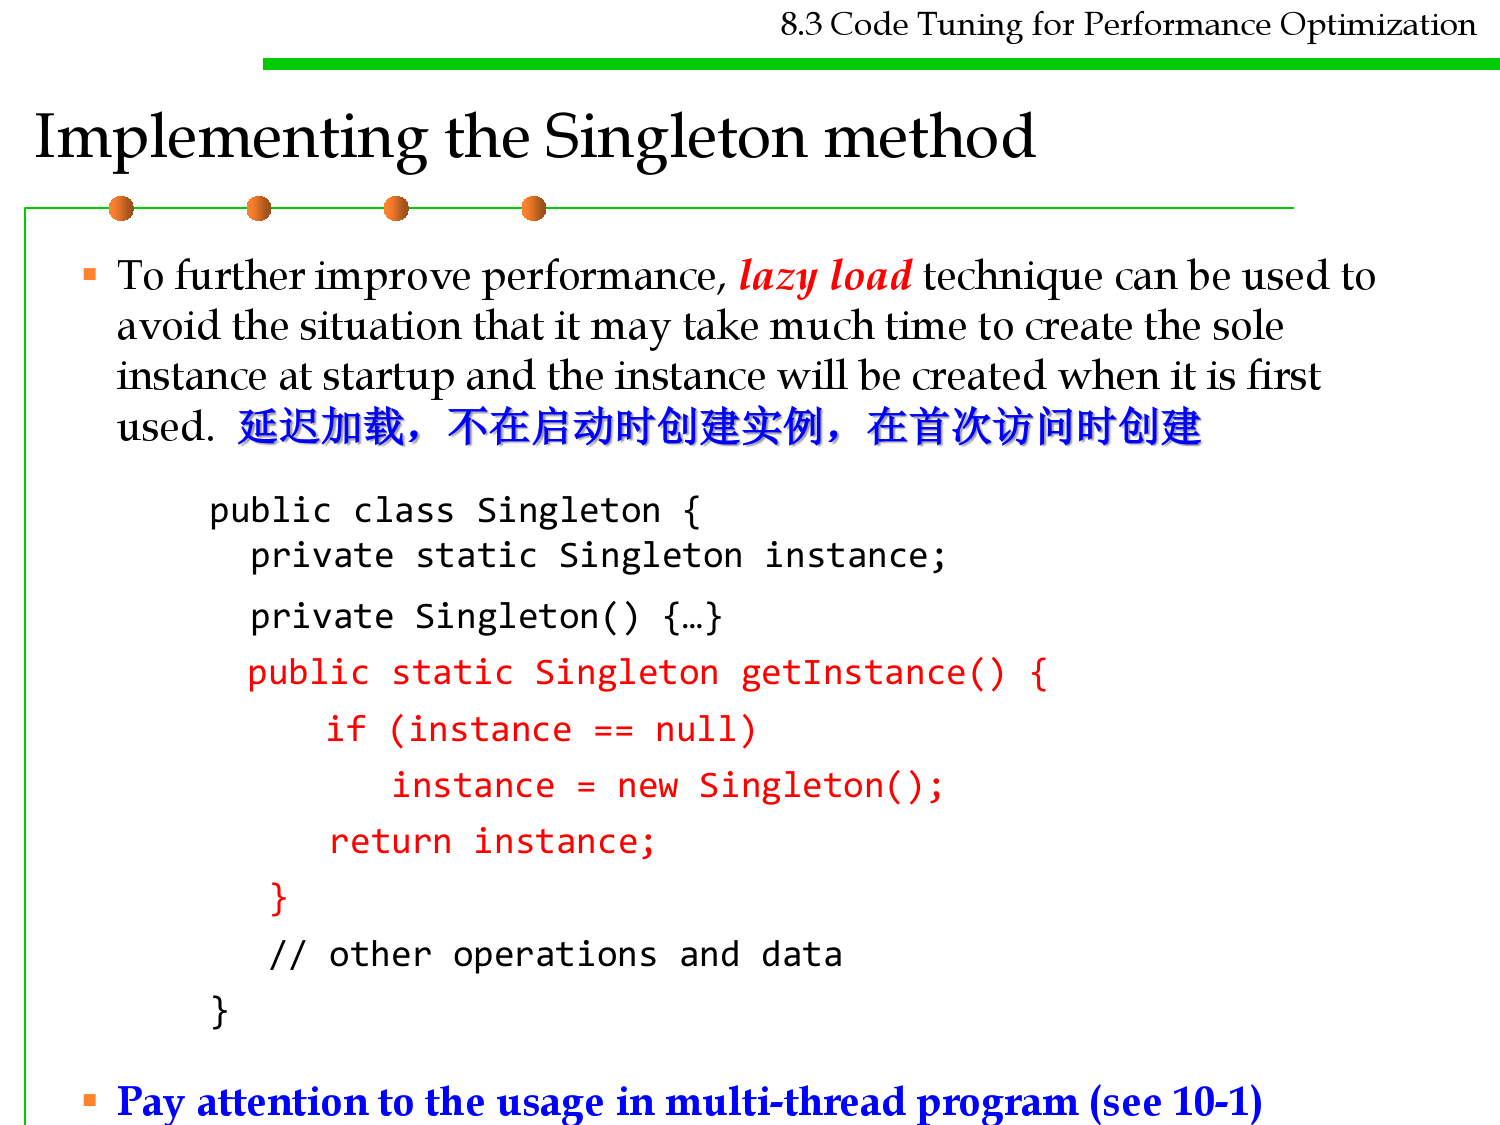 8.3 Code Tuning for Performance Optimization
Implementing the Singleton method
▪ To further improve performance, lazy load technique can be used to
avoid the situation that it may take much time to create the sole
instance at startup and the instance will be created when it is first
used. 延迟加载，不在启动时创建实例，在首次访问时创建
public class Singleton {
private static Singleton instance;
private Singleton() {…}
public static Singleton getInstance() {
if (instance == null)
instance = new Singleton();
return instance;
}
// other operations and data
}
▪ Pay attention to the usage in multi-thread program (see 10-1)